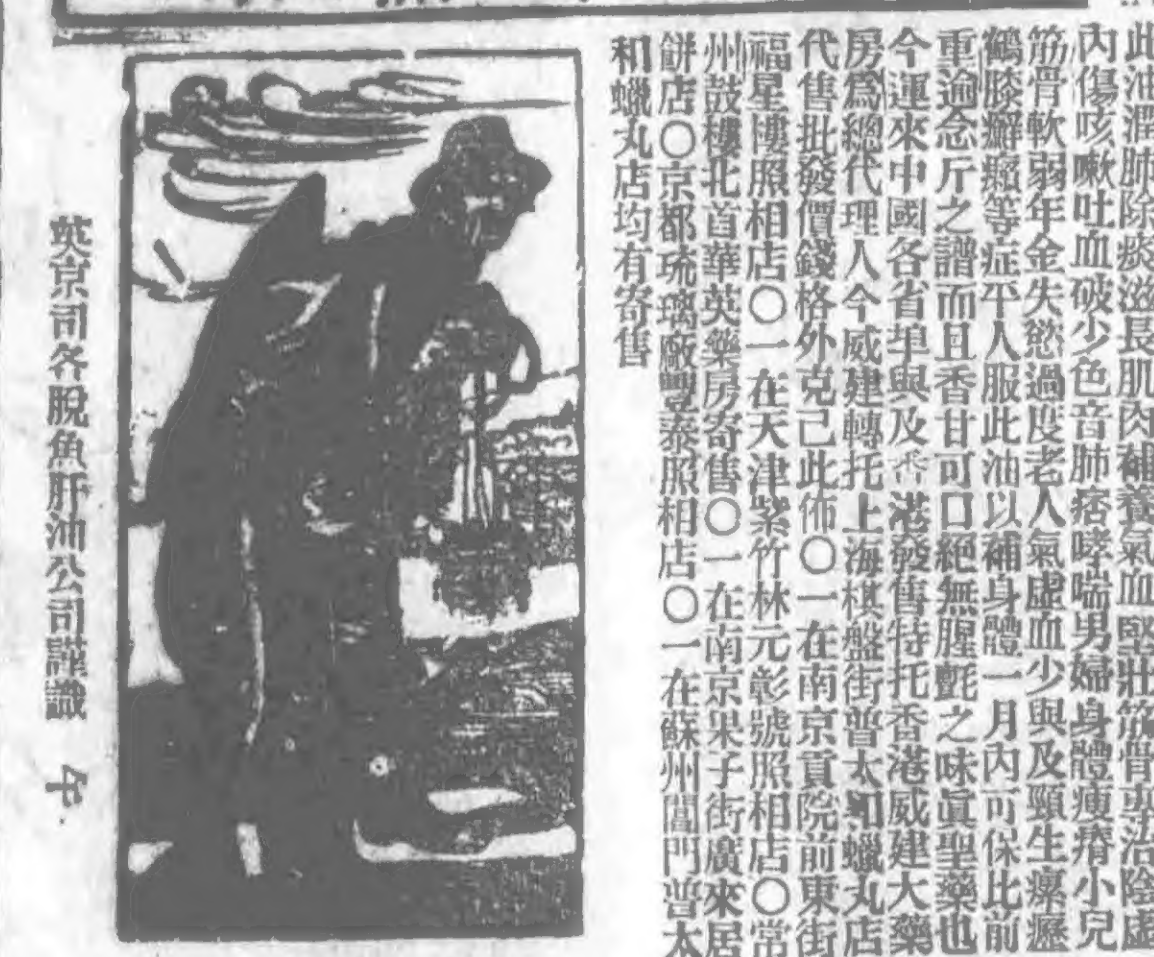 此油潤肺除痰滋長肌肉補養氣血堅壯筋骨專治陰虛
內傷咳嗽吐血破少色音肺痞哮喘男婦身體瘦瘠小兒
筋骨軟弱年金失慾過度老人氣虛血少與及頸生瘰癧
鶴膝癬癩等症平人服此油以補身體一月內可保比前
重逾念斤之譜而且香甘可口絕無腥氈之味眞聖藥也
今運來中國各省埠與及香港發售特托香港威建大藥
房爲總代理人今威建轉托上海棋盤街普太和蠟丸店
代售批發價錢格外克己此佈〇一在南京貢院前東街
福星樓照相店〇一在天津紫竹林元彰號照相店〇常
州鼓樓北首華英藥房寄售〇一在南京果子街廣來居
餅店〇京都琉璃廠豐泰照相店〇一在蘇州閶門普太
和蠟丸店均有寄售
英京司各脫魚肝油公司謹識 午